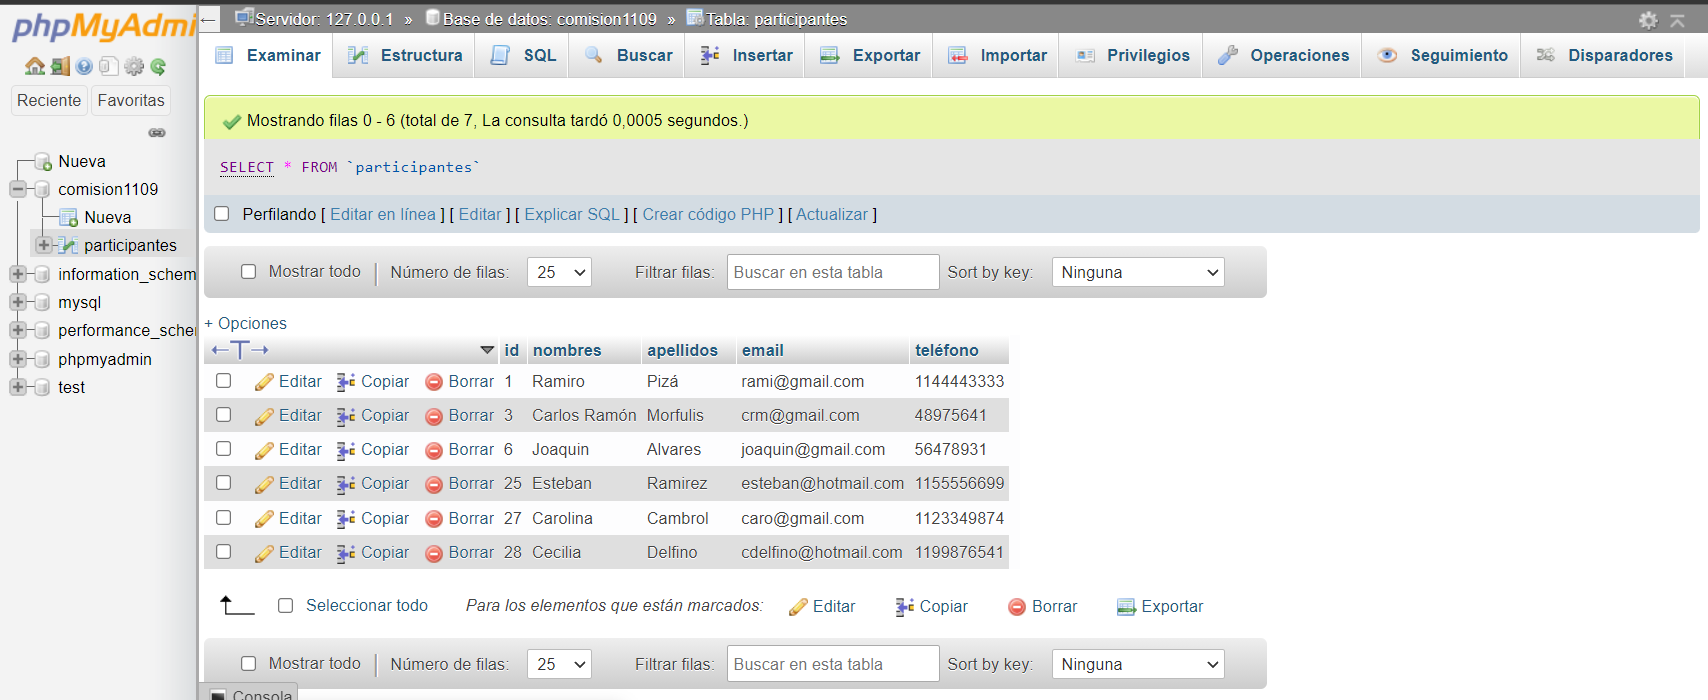 phpMyAdmi
Servidor: 127.0.0.1 » Base de datos: comision1109 » Tabla: participantes
Examinar Estructura SQL Buscar Insertar Exportar Importar Privilegios Operaciones Seguimiento Disparadores
Reciente Favoritas
Nueva
comision1109
Nueva
participantes
information_schem
mysql
performance_sche
phpmyadmin
test
Mostrando filas 0 - 6 (total de 7, La consulta tardó 0,0005 segundos.)
SELECT * FROM `participantes`
Perfilando [ Editar en línea ] [ Editar ] [ Explicar SQL ] [ Crear código PHP ] [ Actualizar ]
Mostrar todo | Número de filas: 25 Filtrar filas: Buscar en esta tabla Sort by key: Ninguna
+ Opciones
←T→ id nombres apellidos email teléfono
Editar Copiar Borrar 1 Ramiro Pizá rami@gmail.com 1144443333
Editar Copiar Borrar 3 Carlos Ramón Morfulis crm@gmail.com 48975641
Editar Copiar Borrar 6 Joaquin Alvares joaquin@gmail.com 56478931
Editar Copiar Borrar 25 Esteban Ramirez esteban@hotmail.com 1155556699
Editar Copiar Borrar 27 Carolina Cambrol caro@gmail.com 1123349874
Editar Copiar Borrar 28 Cecilia Delfino cdelfino@hotmail.com 1199876541
Seleccionar todo Para los elementos que están marcados: Editar Copiar Borrar Exportar
Mostrar todo | Número de filas: 25 Filtrar filas: Buscar en esta tabla Sort by key: Ninguna
Consola